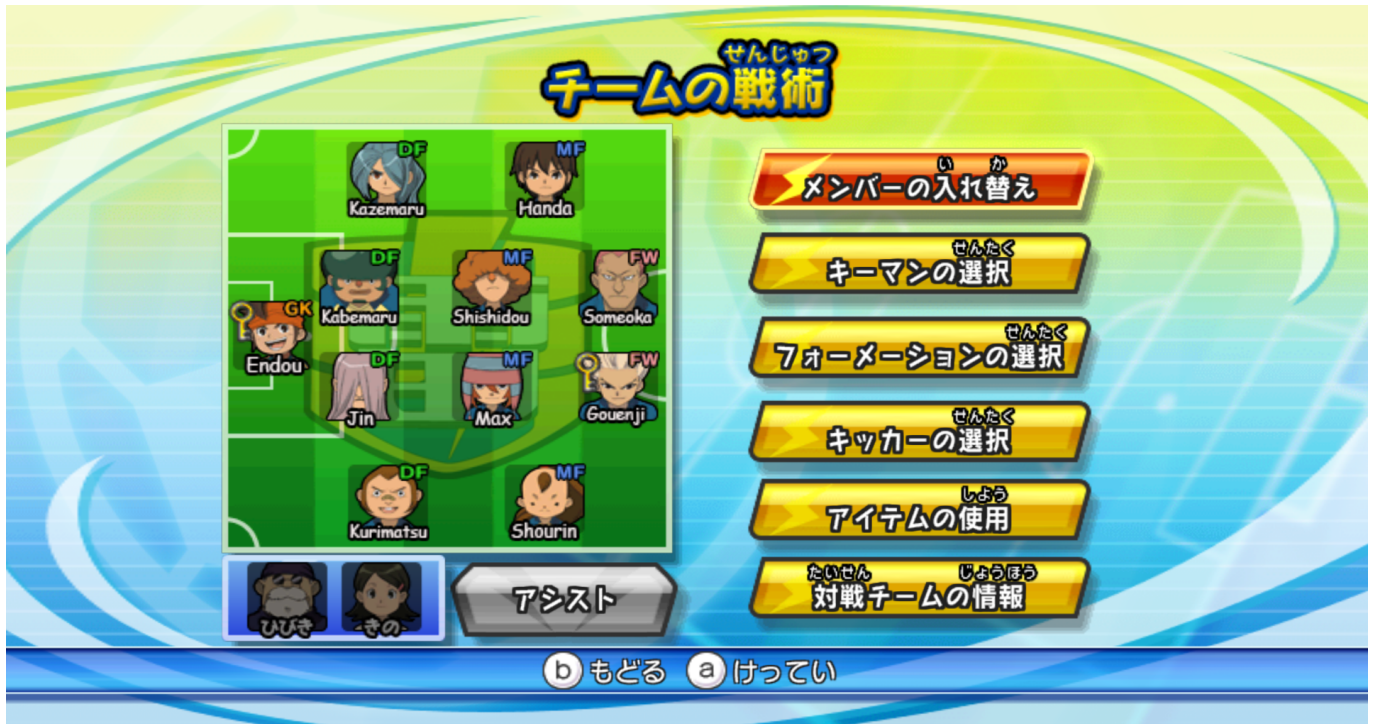 せんじゅつ
チームの戦術
DF
Kazemaru
MF
Handa
DF
Kabemaru
MF
Shishidou
FW
Someoka
GK
Endou
DF
Jin
MF
Max
FW
Gouenji
DF
Kurimatsu
MF
Shourin
雷
ひびき
きの
アシスト
い か
メンバーの入れ替え
せんたく
キーマンの選択
せんたく
フォーメーションの選択
せんたく
キッカーの選択
しよう
アイテムの使用
たいせん じょうほう
対戦チームの情報
b もどる a けってい